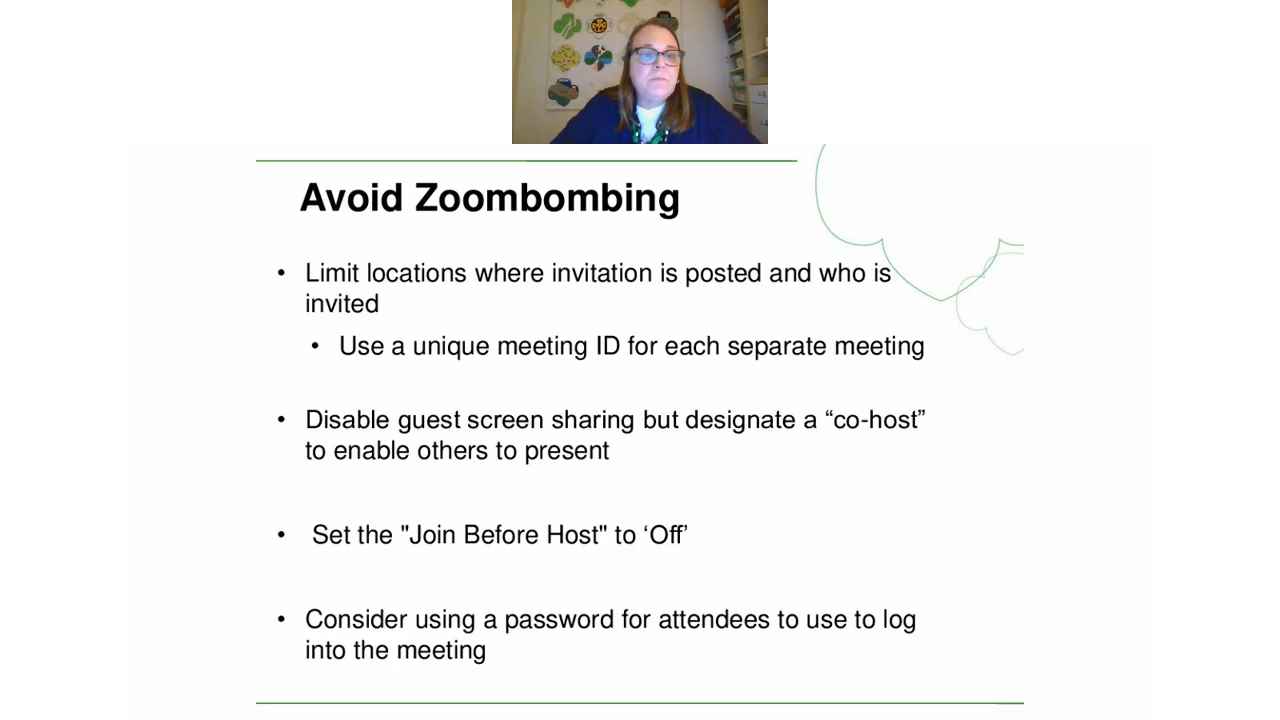 Avoid Zoombombing
• Limit locations where invitation is posted and who is
invited
• Use a unique meeting ID for each separate meeting
• Disable guest screen sharing but designate a “co-host”
to enable others to present
• Set the "Join Before Host" to ‘Off’
• Consider using a password for attendees to use to log
into the meeting